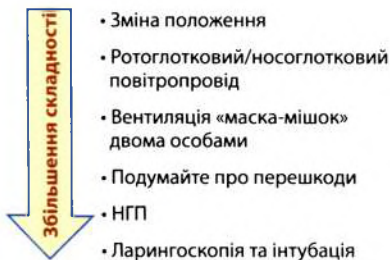 Збільшення складності
• Зміна положення
• Ротоглотковий/носоглотковий
повітропровід
• Вентиляція «маска-мішок»
двома особами
• Подумайте про перешкоди
• НГП
• Ларингоскопія та інтубація